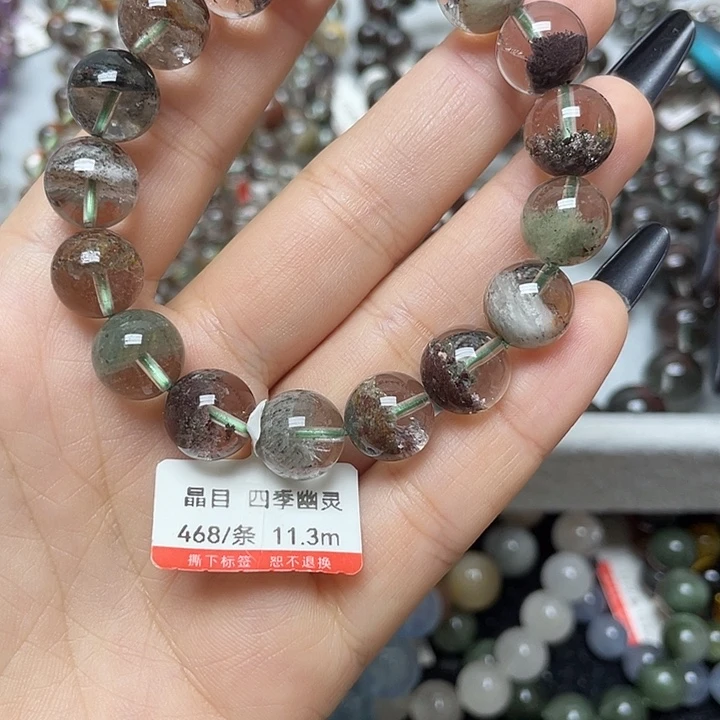 晶目 四季幽灵
468/条 11.3m
撕下标签 恕不退换